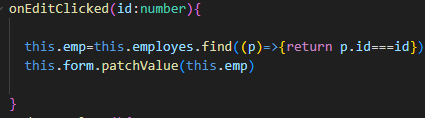 onEditClicked(id:number){
this.emp=this.employes.find((p)=>{return p.id===id})
this.form.patchValue(this.emp)
}